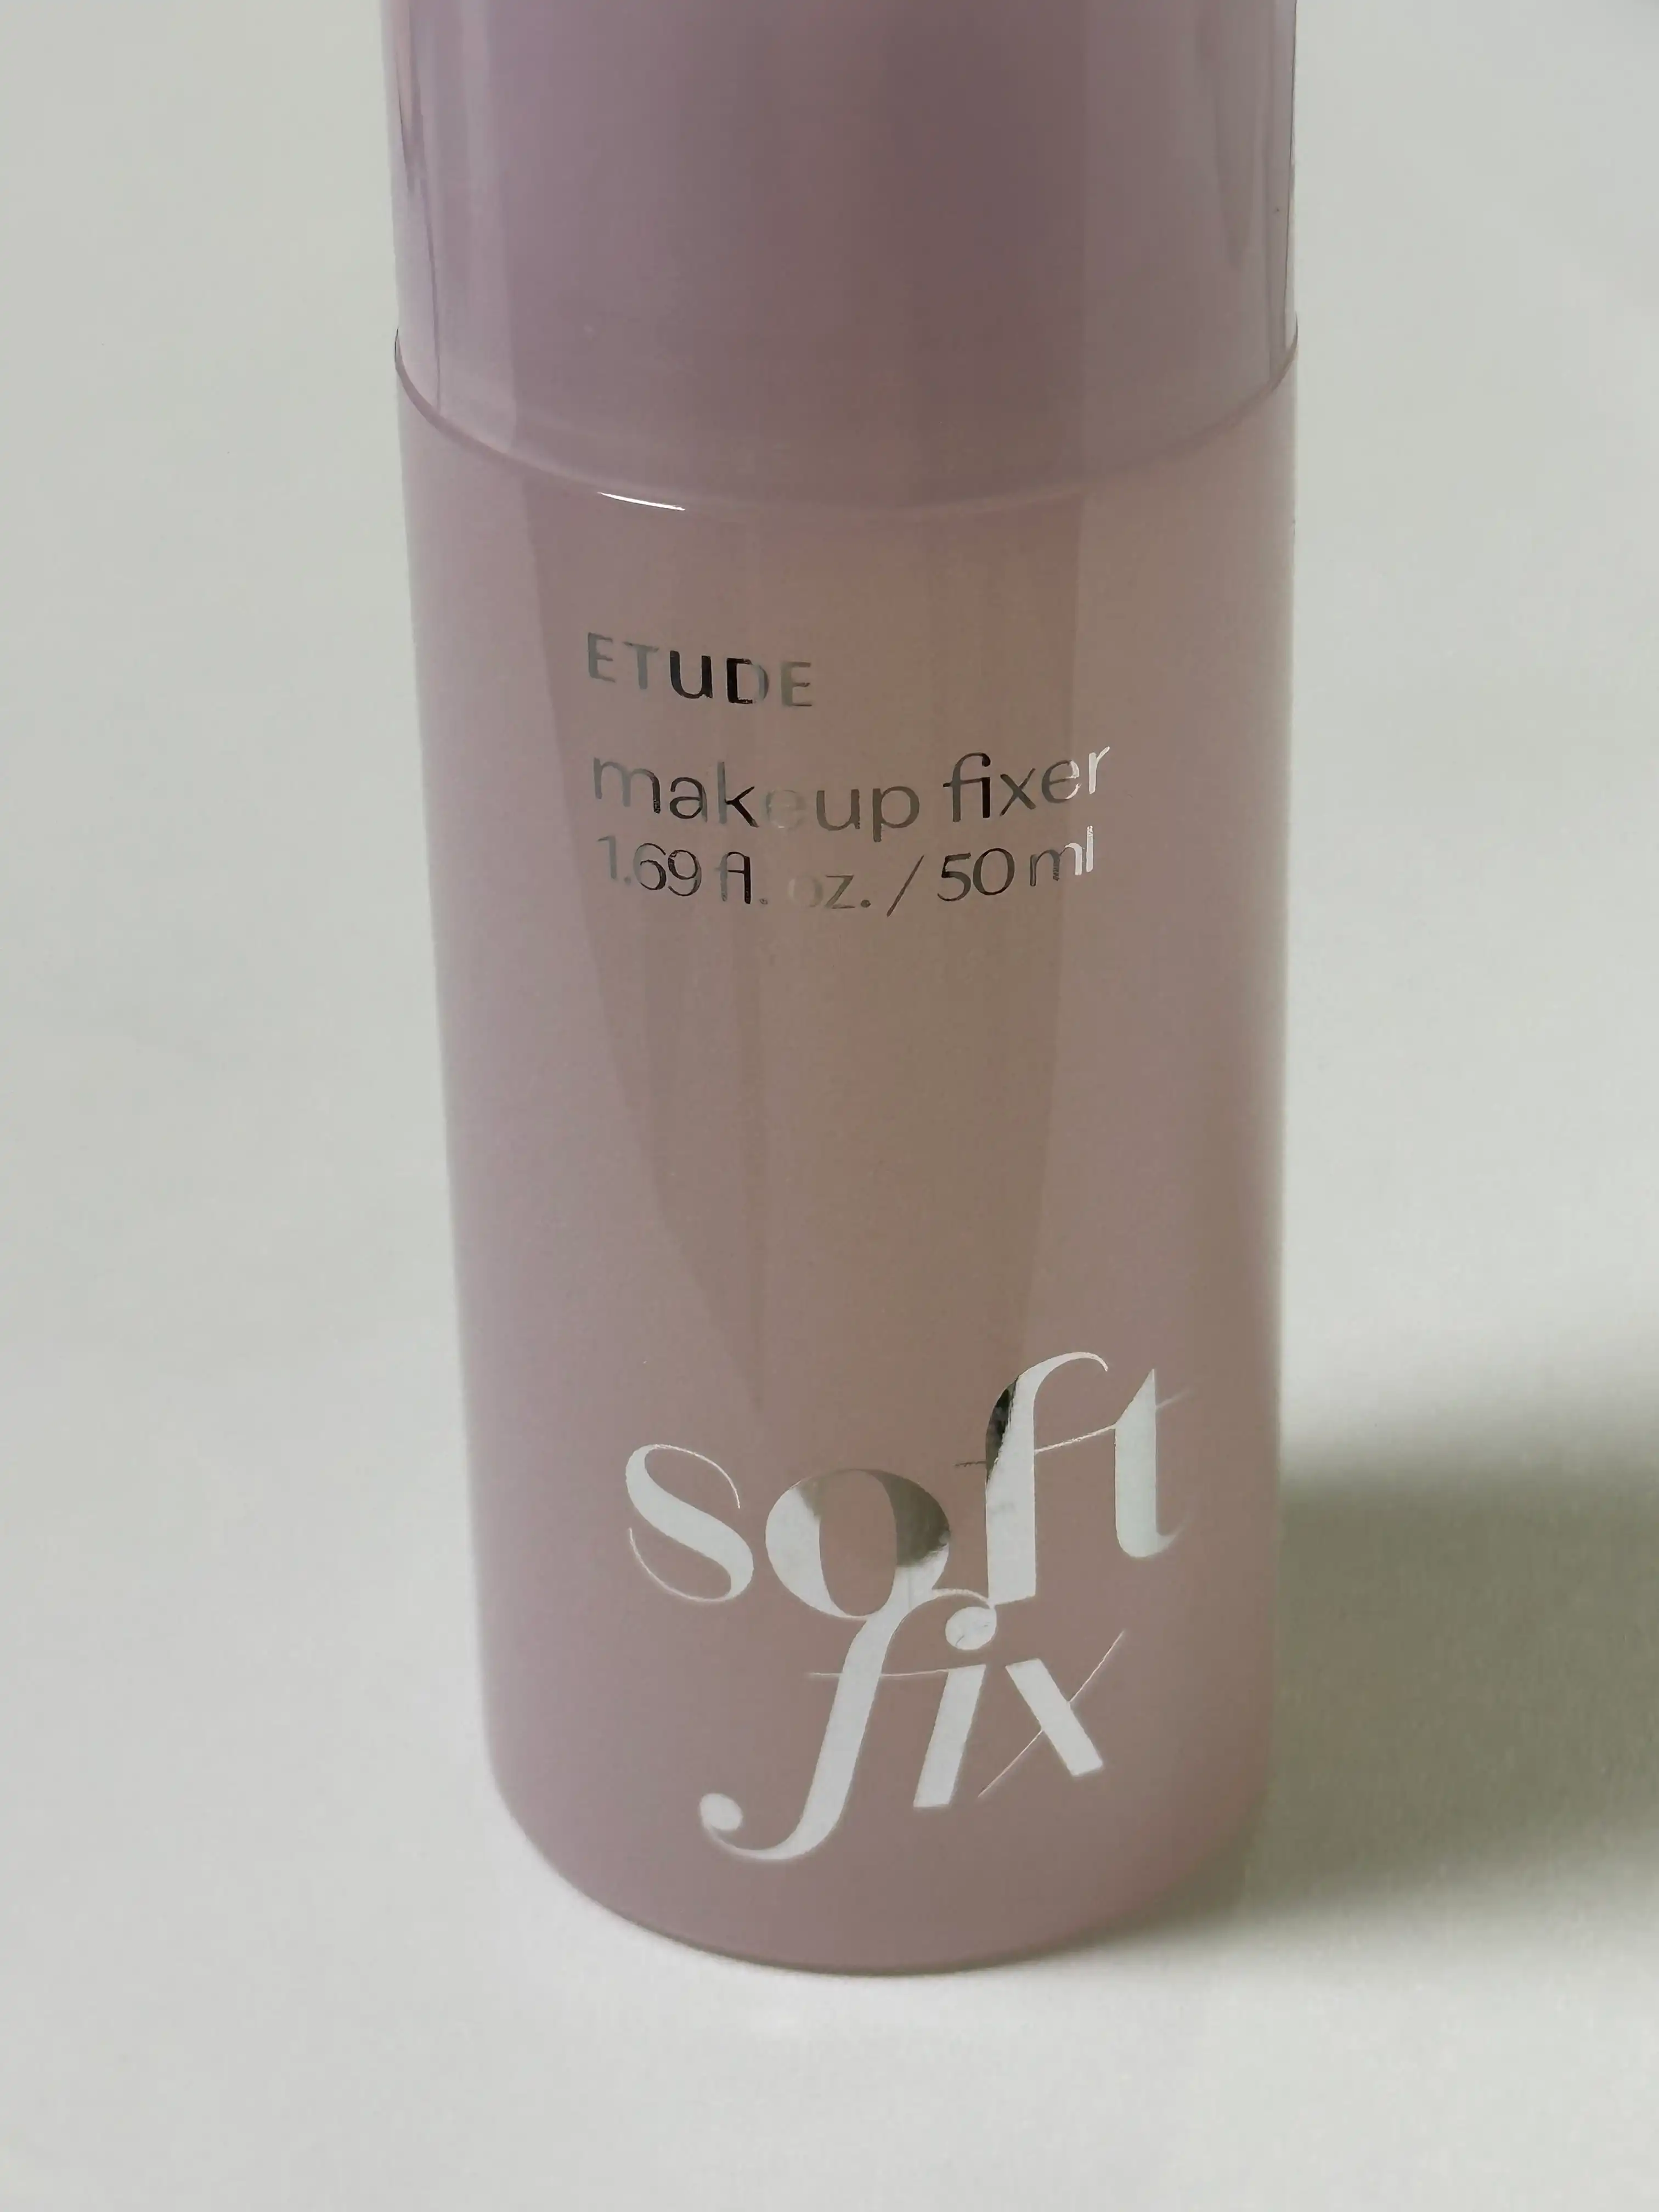 ETUDE
makeup fixer
1.69 fl. oz. / 50 ml
soft
fix